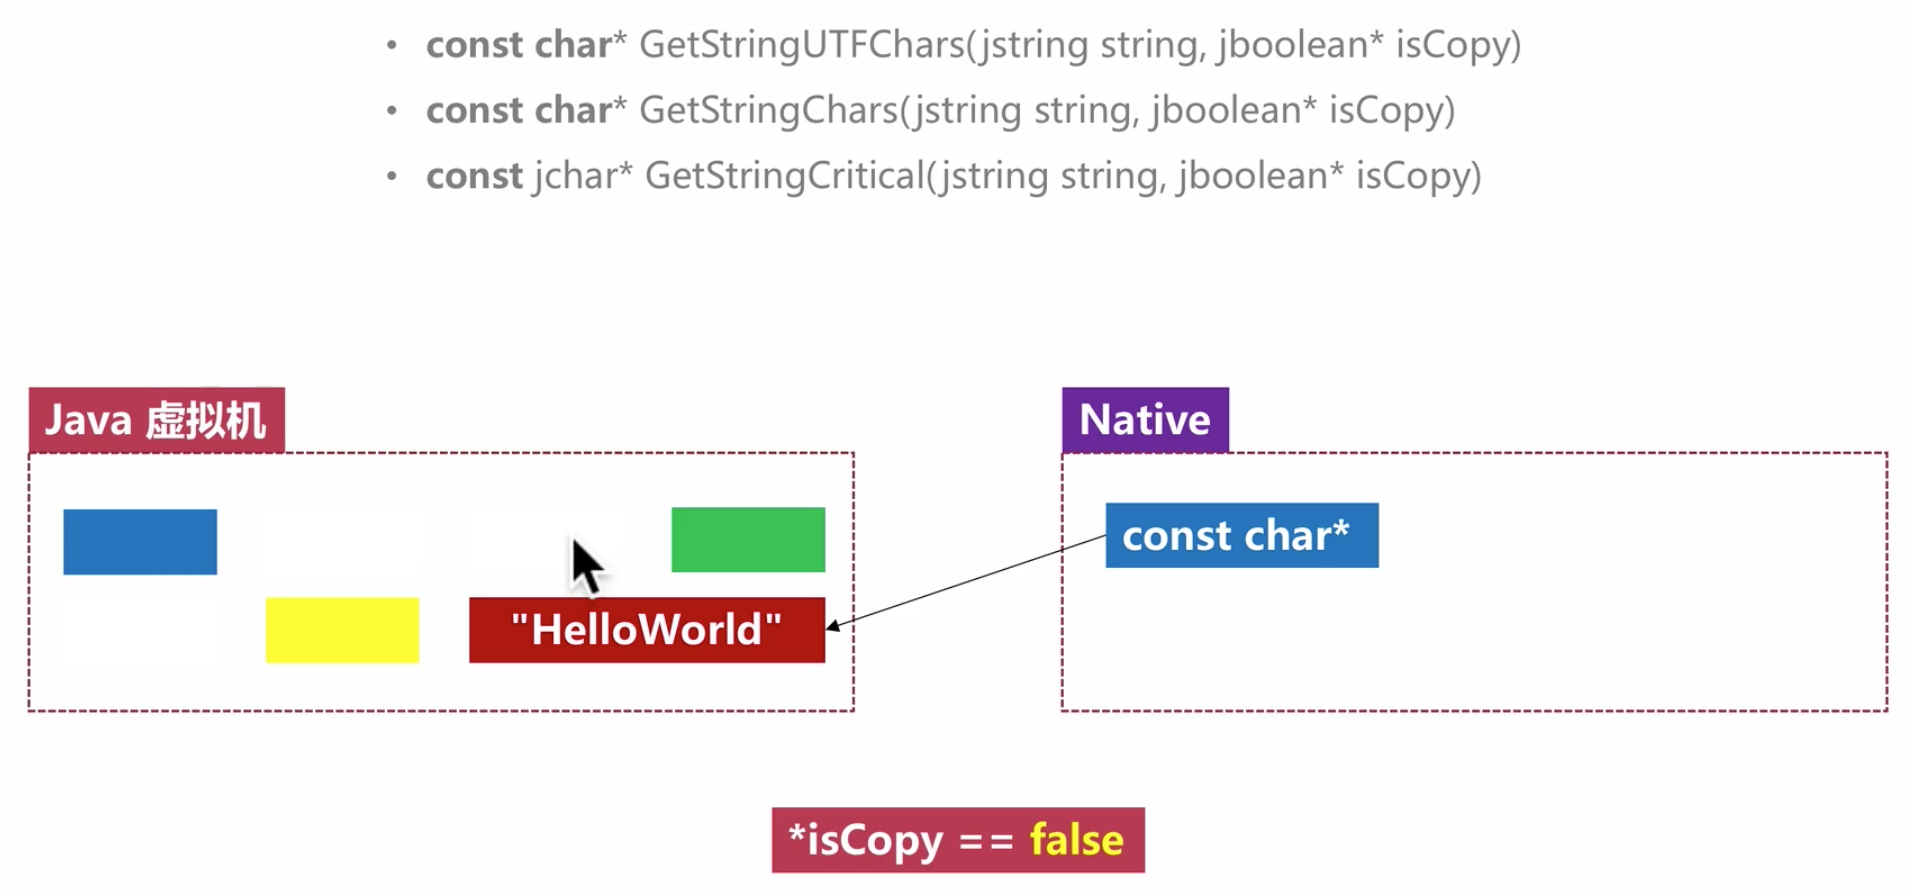 • const char* GetStringUTFChars(jstring string, jboolean* isCopy)
• const char* GetStringChars(jstring string, jboolean* isCopy)
• const jchar* GetStringCritical(jstring string, jboolean* isCopy)
Java 虚拟机
"HelloWorld"
Native
const char*
*isCopy == false